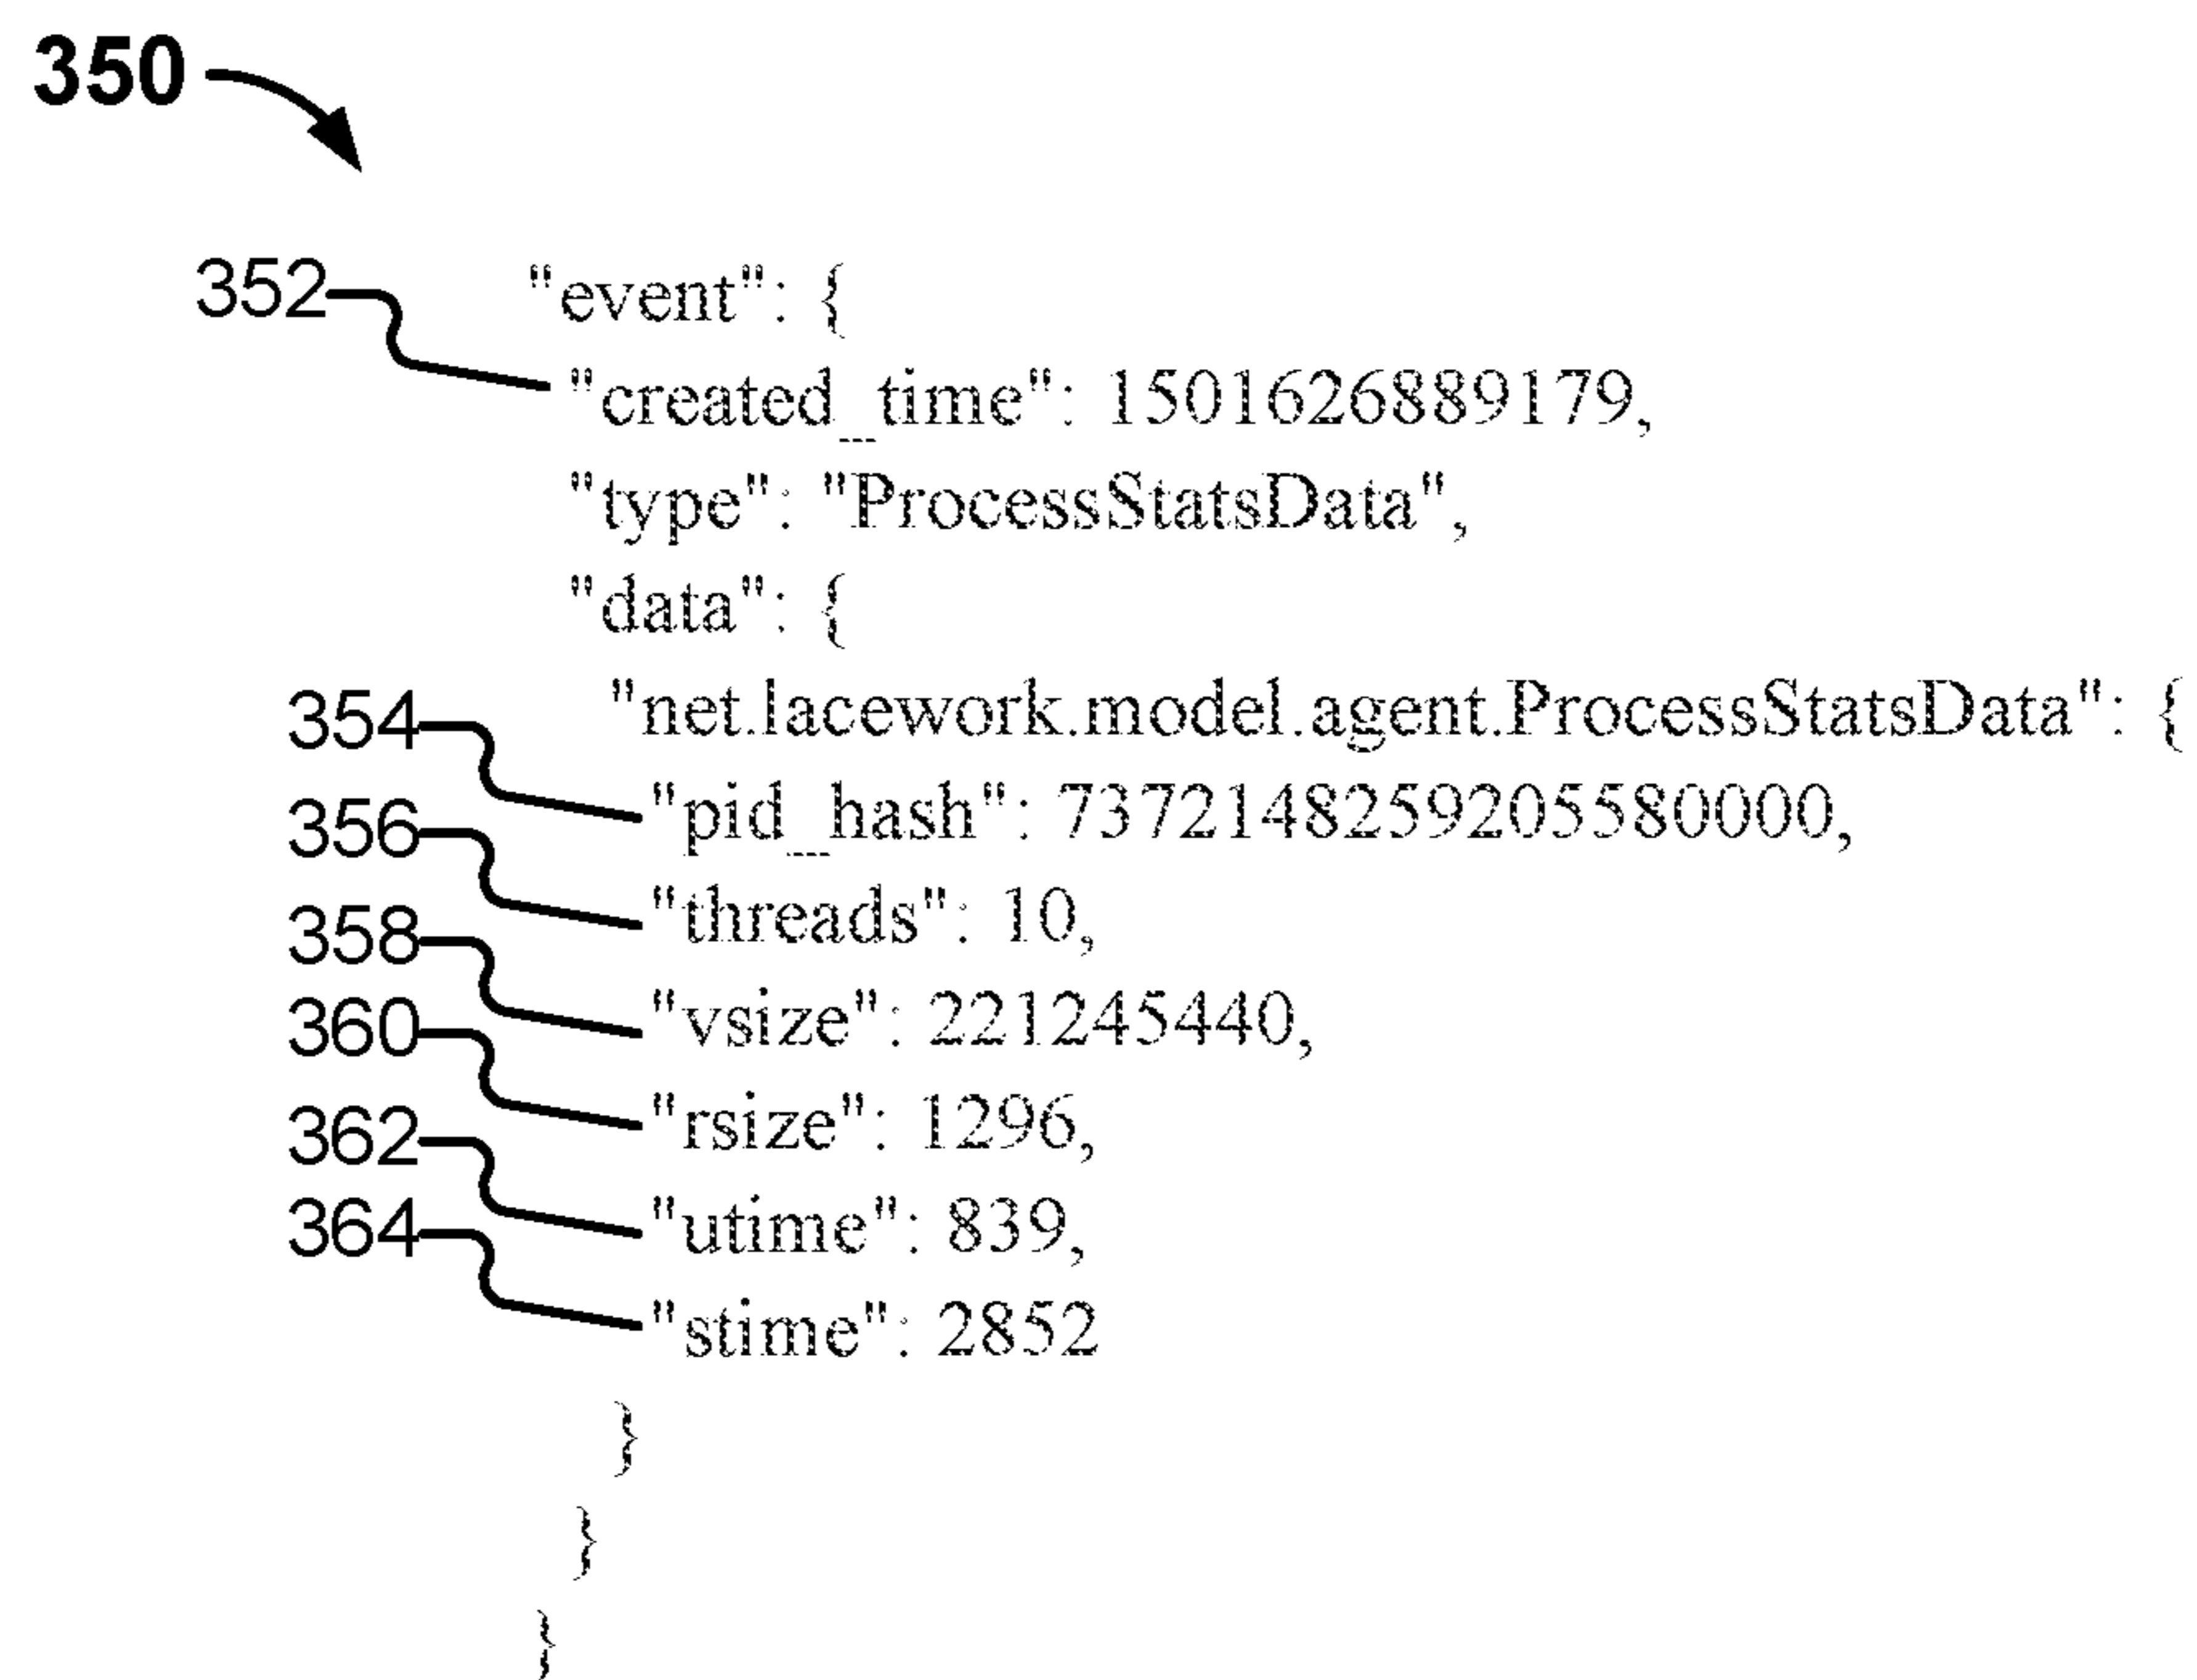 350
352 "event": {
"created_time": 1501626889179,
"type": "ProcessStatsData",
"data": {
354 "net.lacework.model.agent.ProcessStatsData": {
"pid_hash": 7372148259205580000,
356
"threads": 10,
358
"vsize": 221245440,
360
"rsize": 1296,
362
"utime": 839,
364
"stime": 2852
}
}
}